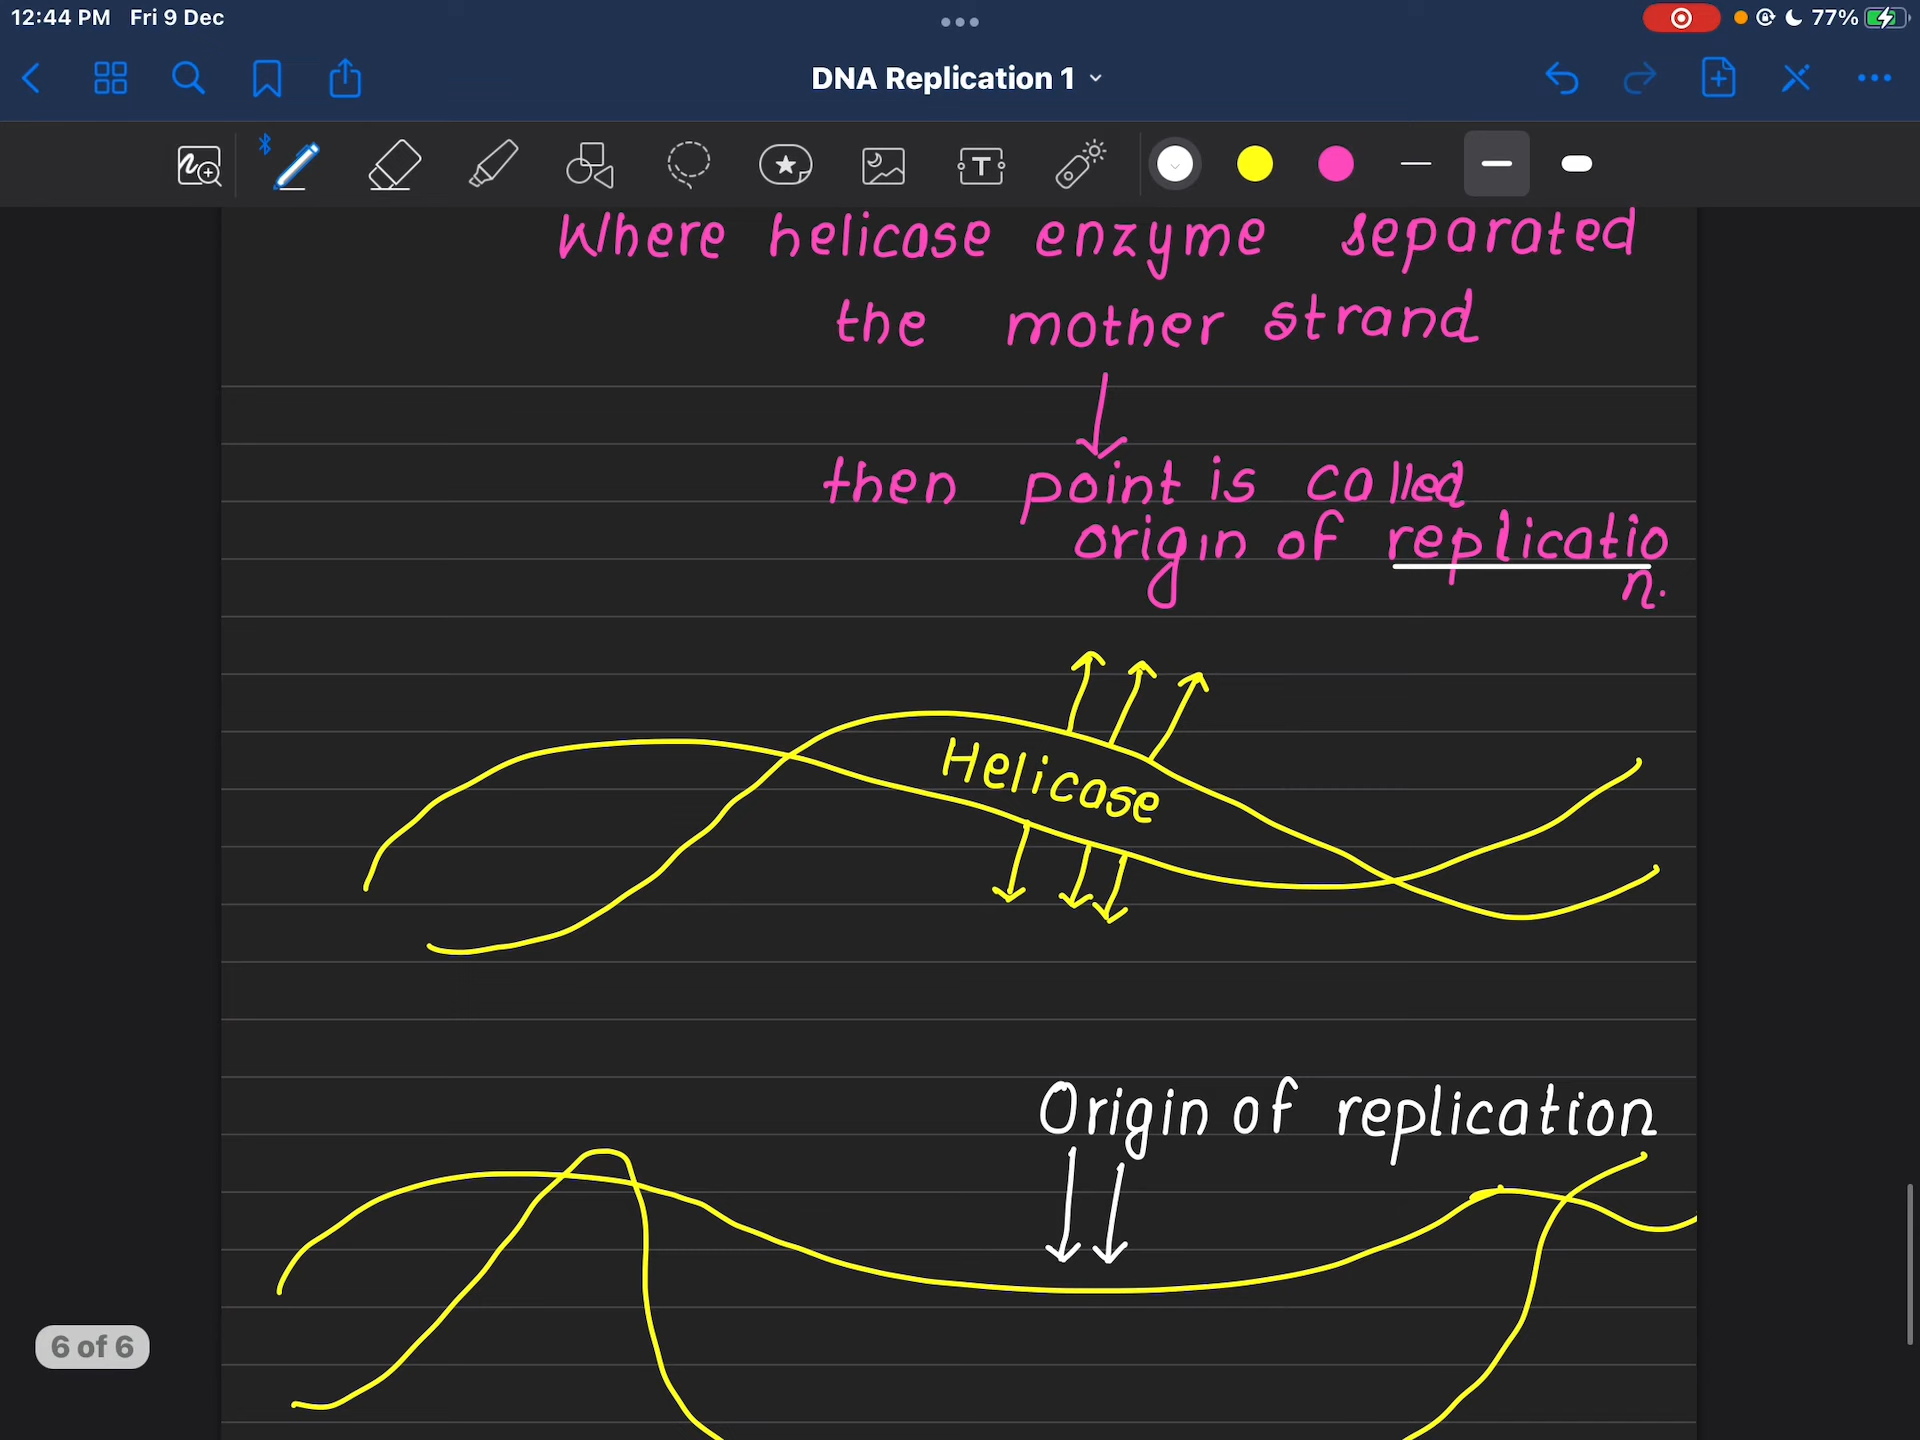 12:44 PM Fri 9 Dec
77%
DNA Replication 1
T
Where helicase enzyme separated
the mother strand
then point is called
origin of replicatio
n.
Helicase
Origin of replication
6 of 6